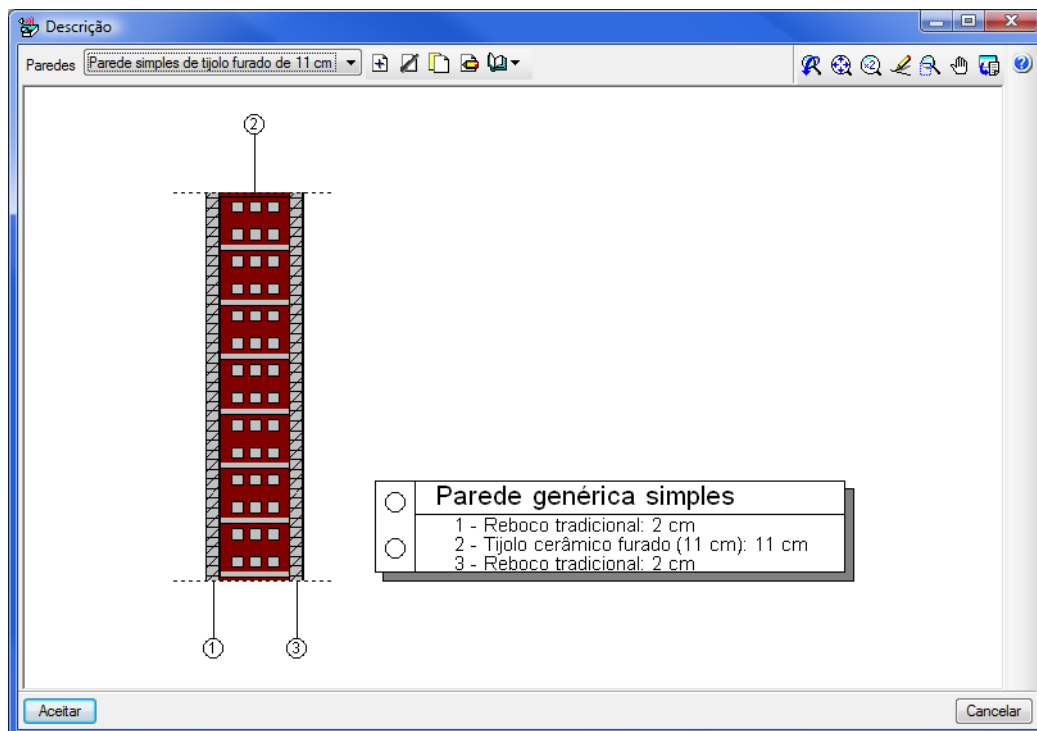 Descrição
Paredes Parede simples de tijolo furado de 11 cm
2
Parede genérica simples
1 - Reboco tradicional: 2 cm
2 - Tijolo cerâmico furado (11 cm): 11 cm
3 - Reboco tradicional: 2 cm
1 3
Aceitar Cancelar